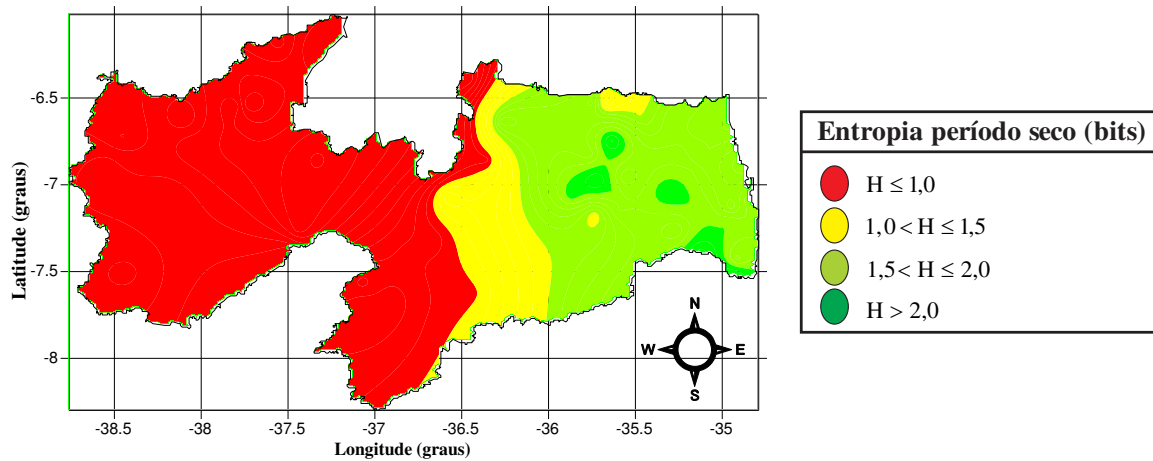 -6.5
-7
-7.5
-8
Latitude (graus)
-38.5 -38 -37.5 -37 -36.5 -36 -35.5 -35
Longitude (graus)
N
W E
S
Entropia período seco (bits)
H ≤ 1,0
1,0 < H ≤ 1,5
1,5 < H ≤ 2,0
H > 2,0